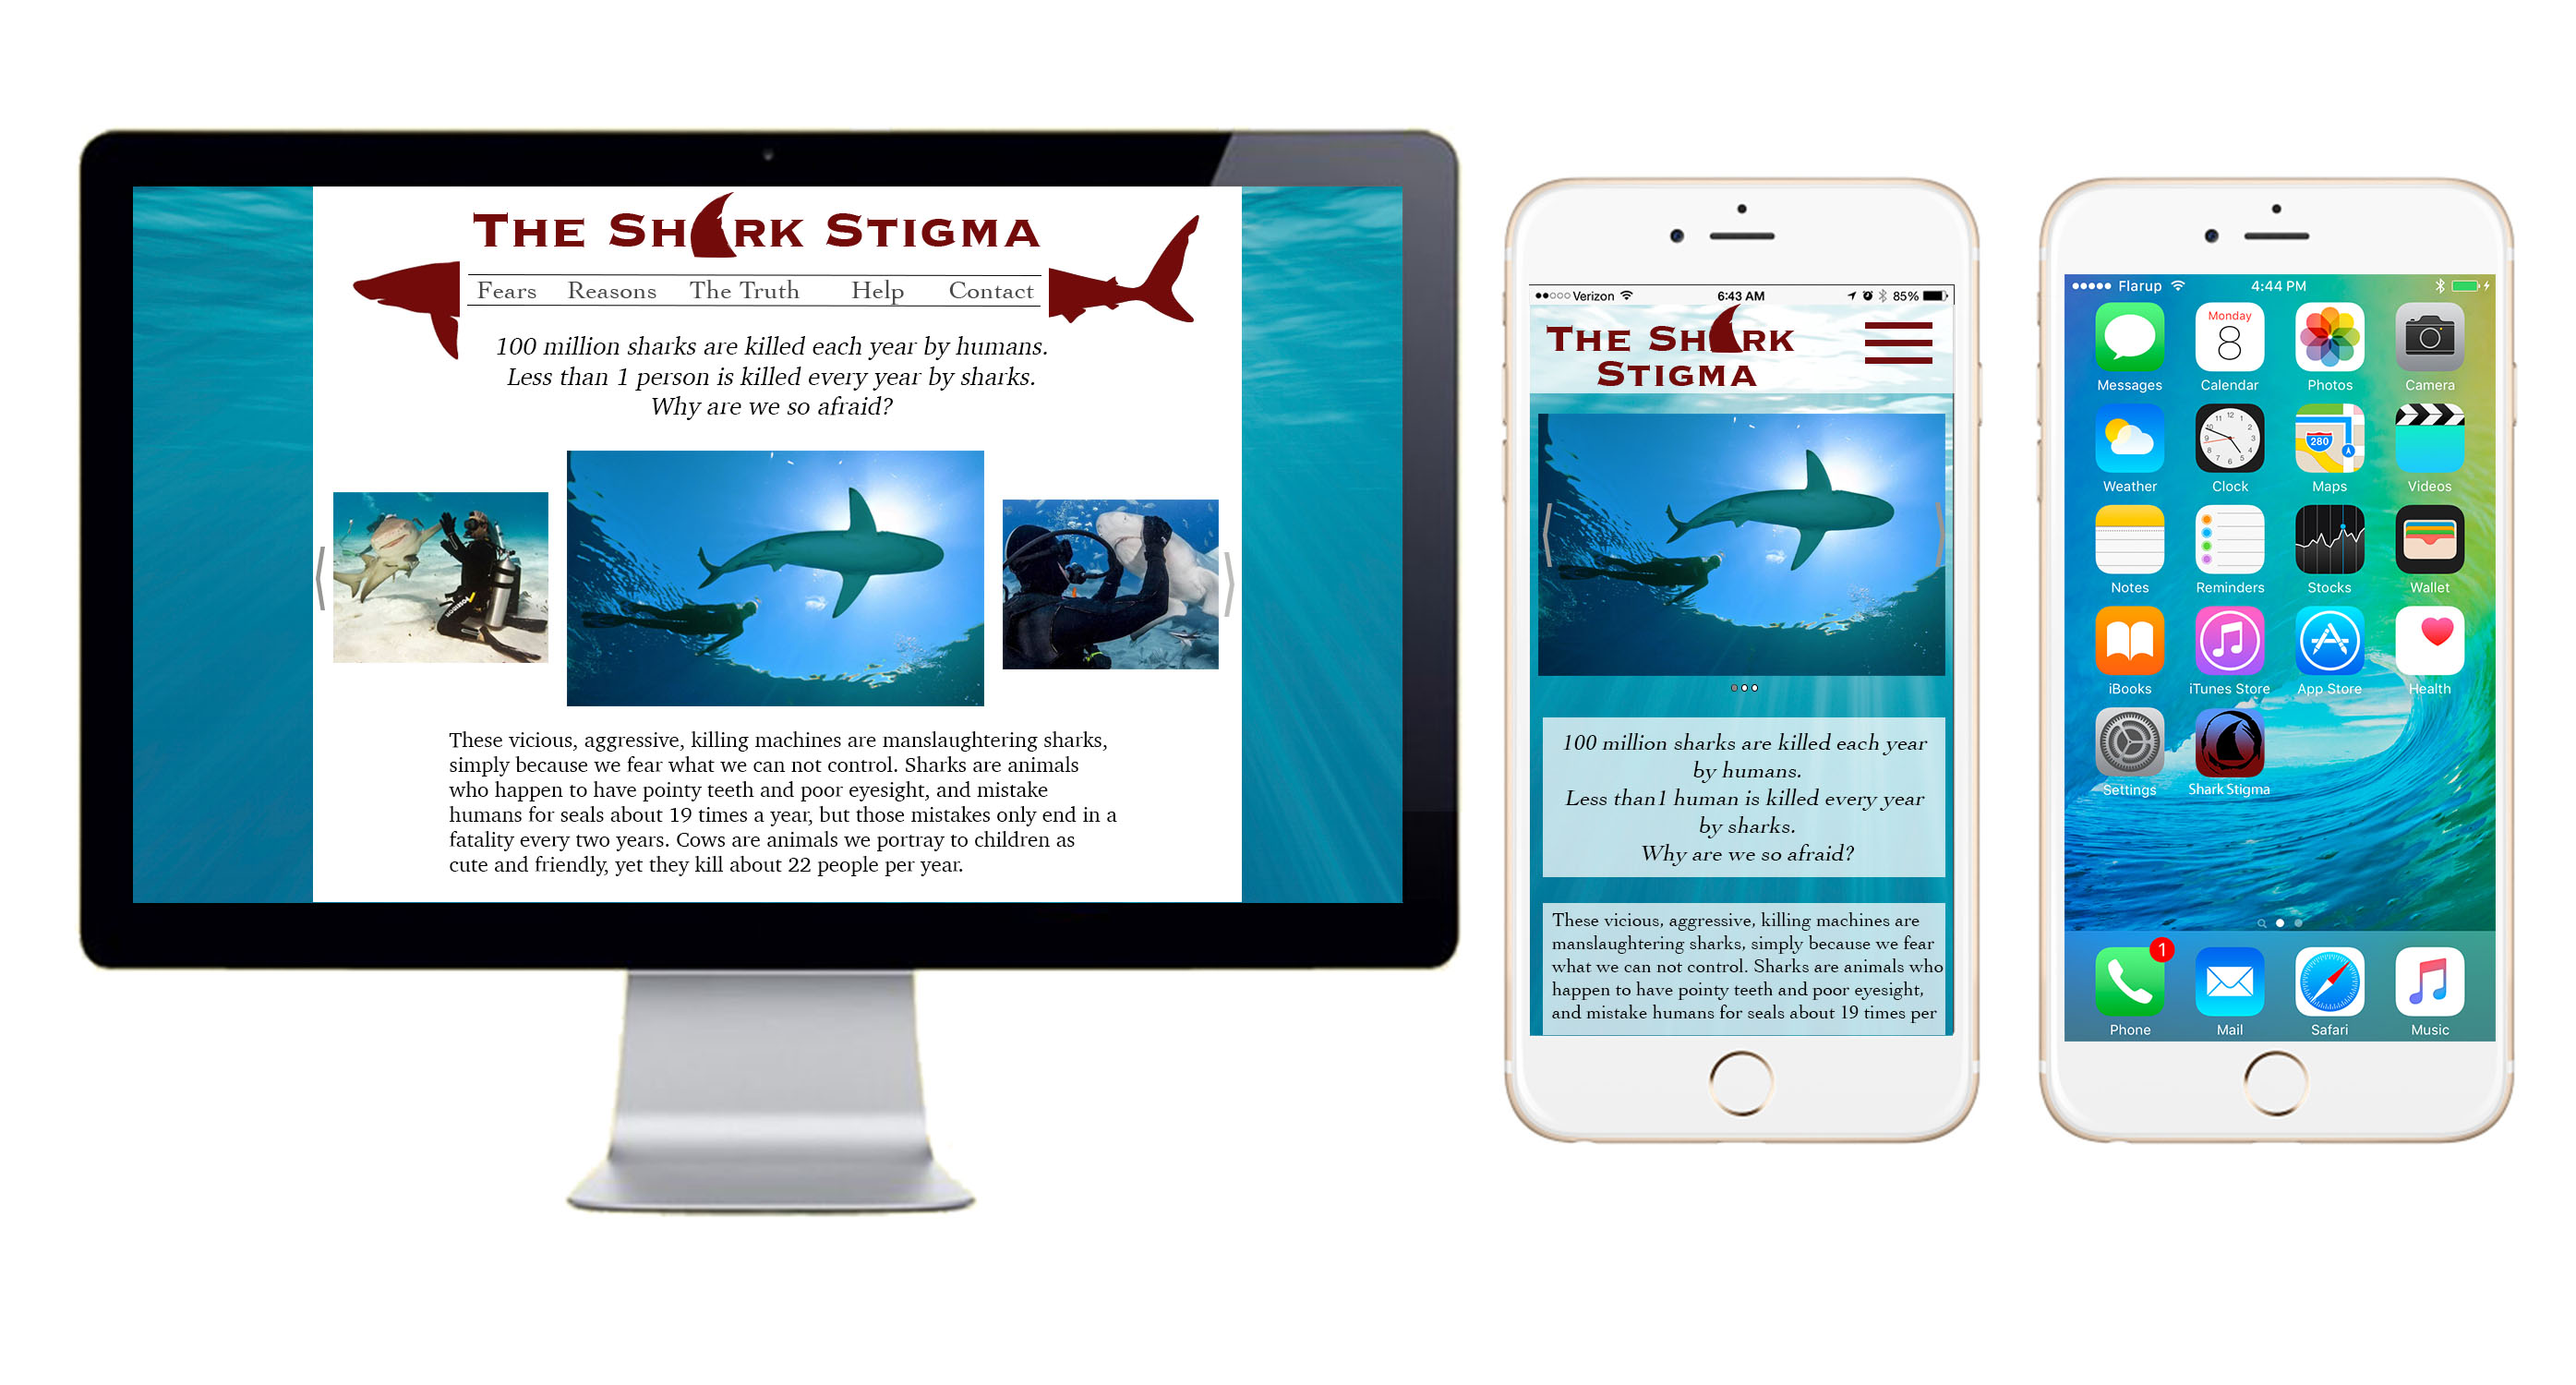 THE SHARK STIGMA
Fears Reasons The Truth Help Contact
100 million sharks are killed each year by humans.
Less than 1 person is killed every year by sharks.
Why are we so afraid?
These vicious, aggressive, killing machines are manslaughtering sharks,
simply because we fear what we can not control. Sharks are animals
who happen to have pointy teeth and poor eyesight, and mistake
humans for seals about 19 times a year, but those mistakes only end in a
fatality every two years. Cows are animals we portray to children as
cute and friendly, yet they kill about 22 people per year.
Verizon 6:43 AM 85%
THE SHARK
STIGMA
100 million sharks are killed each year
by humans.
Less than1 human is killed every year
by sharks.
Why are we so afraid?
These vicious, aggressive, killing machines are
manslaughtering sharks, simply because we fear
what we can not control. Sharks are animals who
happen to have pointy teeth and poor eyesight,
and mistake humans for seals about 19 times per
Flarup 4:44 PM
Monday
8
Messages Calendar Photos Camera
280
Weather Clock Maps Videos
Notes Reminders Stocks Wallet
iBooks iTunes Store App Store Health
Settings Shark Stigma
1
Phone Mail Safari Music